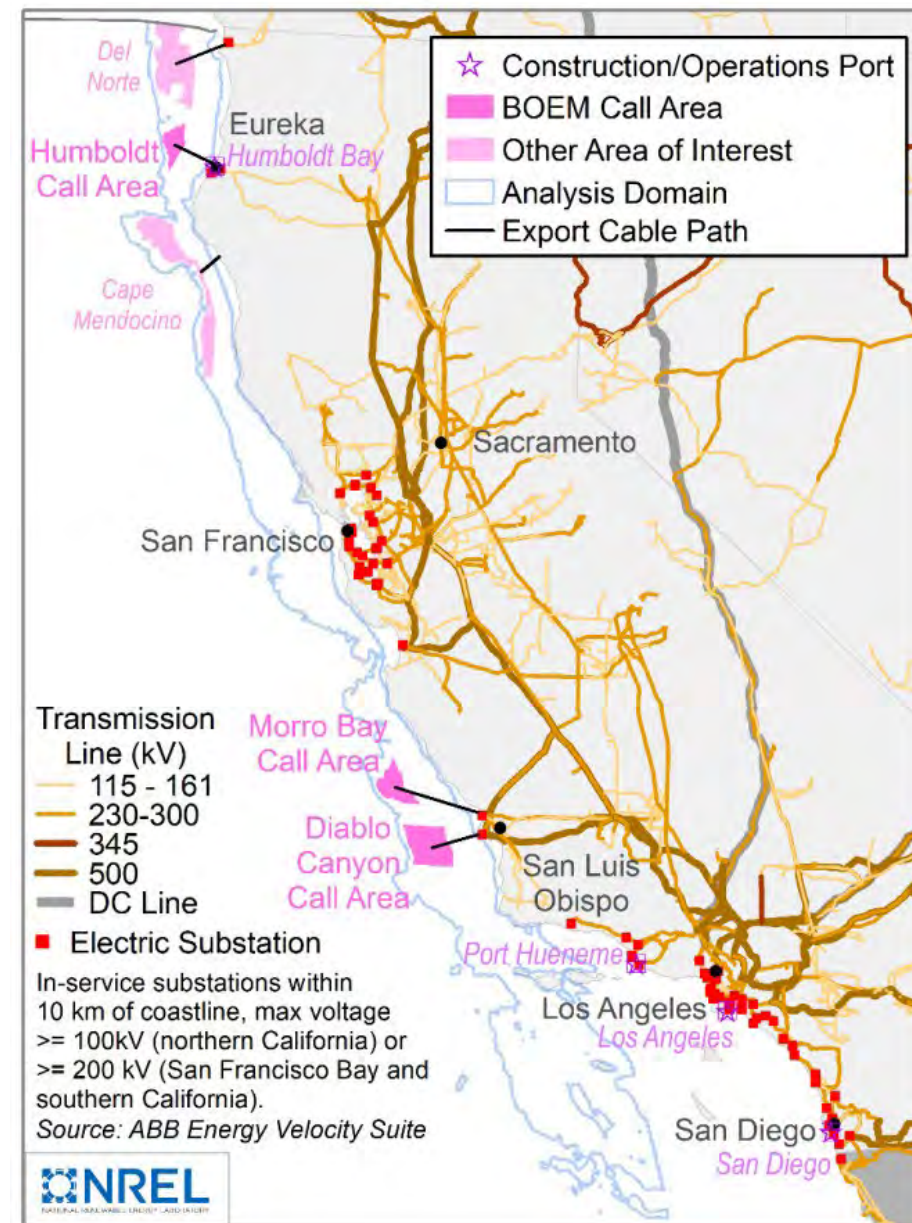 Del
Norte
Eureka
Humboldt Bay
Humboldt
Call Area
Cape
Mendocino
Construction/Operations Port
BOEM Call Area
Other Area of Interest
Analysis Domain
Export Cable Path
Sacramento
San Francisco
Morro Bay
Call Area
Diablo
Canyon
Call Area
San Luis
Obispo
Port Hueneme
Los Angeles
Los Angeles
San Diego
San Diego
Transmission
Line (kV)
115 - 161
230-300
345
500
DC Line
Electric Substation
In-service substations within
10 km of coastline, max voltage
>= 100kV (northern California) or
>= 200 kV (San Francisco Bay and
southern California).
Source: ABB Energy Velocity Suite
NREL
NATIONAL RENEWABLE ENERGY LABORATORY